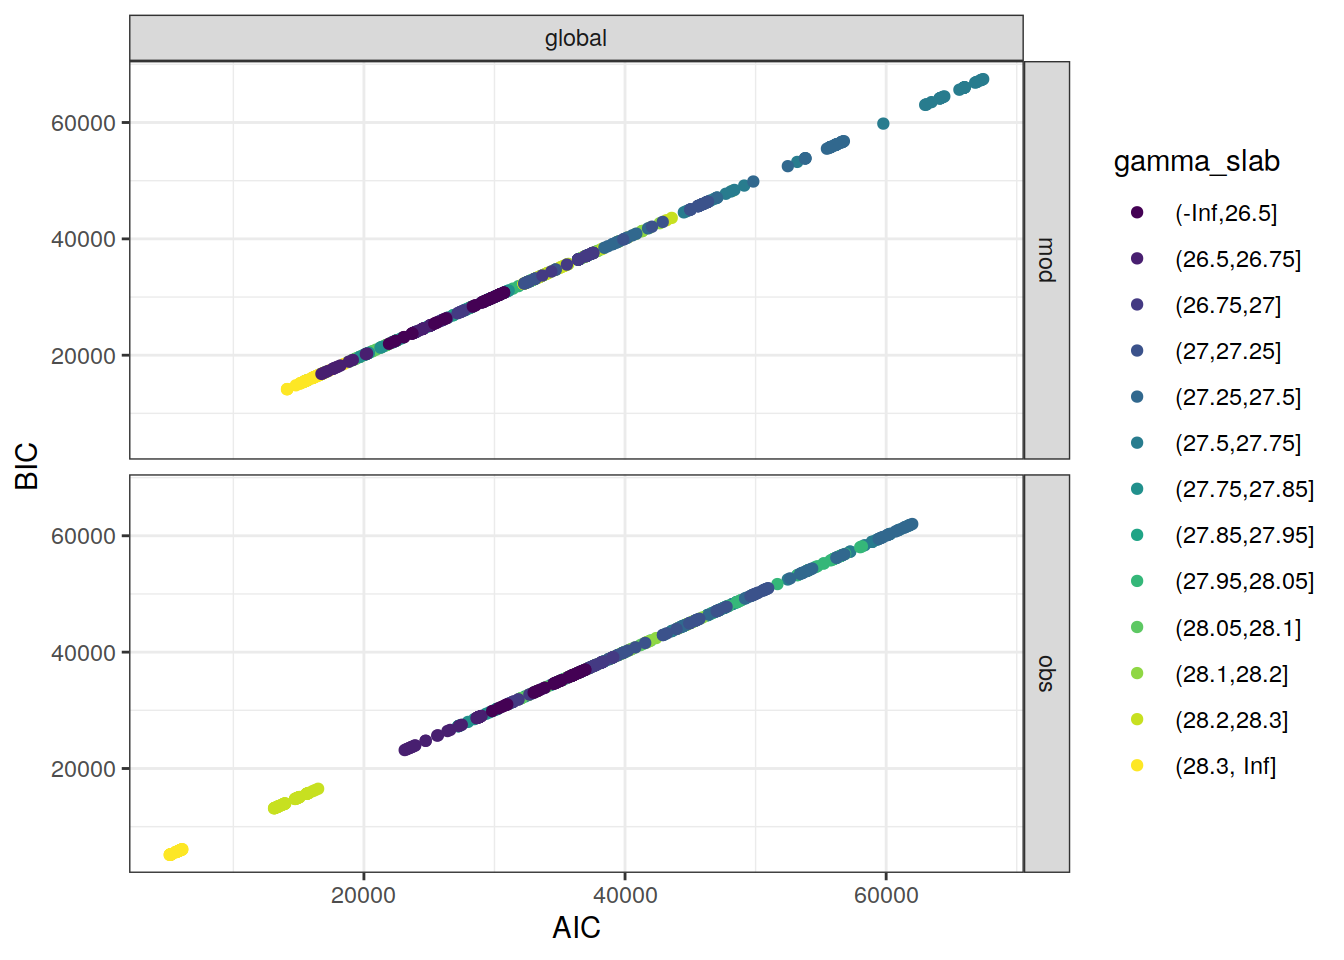 global
60000
40000
20000
mod
60000
40000
20000
obs
20000 40000 60000
AIC
BIC
gamma_slab
(-Inf,26.5]
(26.5,26.75]
(26.75,27]
(27,27.25]
(27.25,27.5]
(27.5,27.75]
(27.75,27.85]
(27.85,27.95]
(27.95,28.05]
(28.05,28.1]
(28.1,28.2]
(28.2,28.3]
(28.3, Inf]